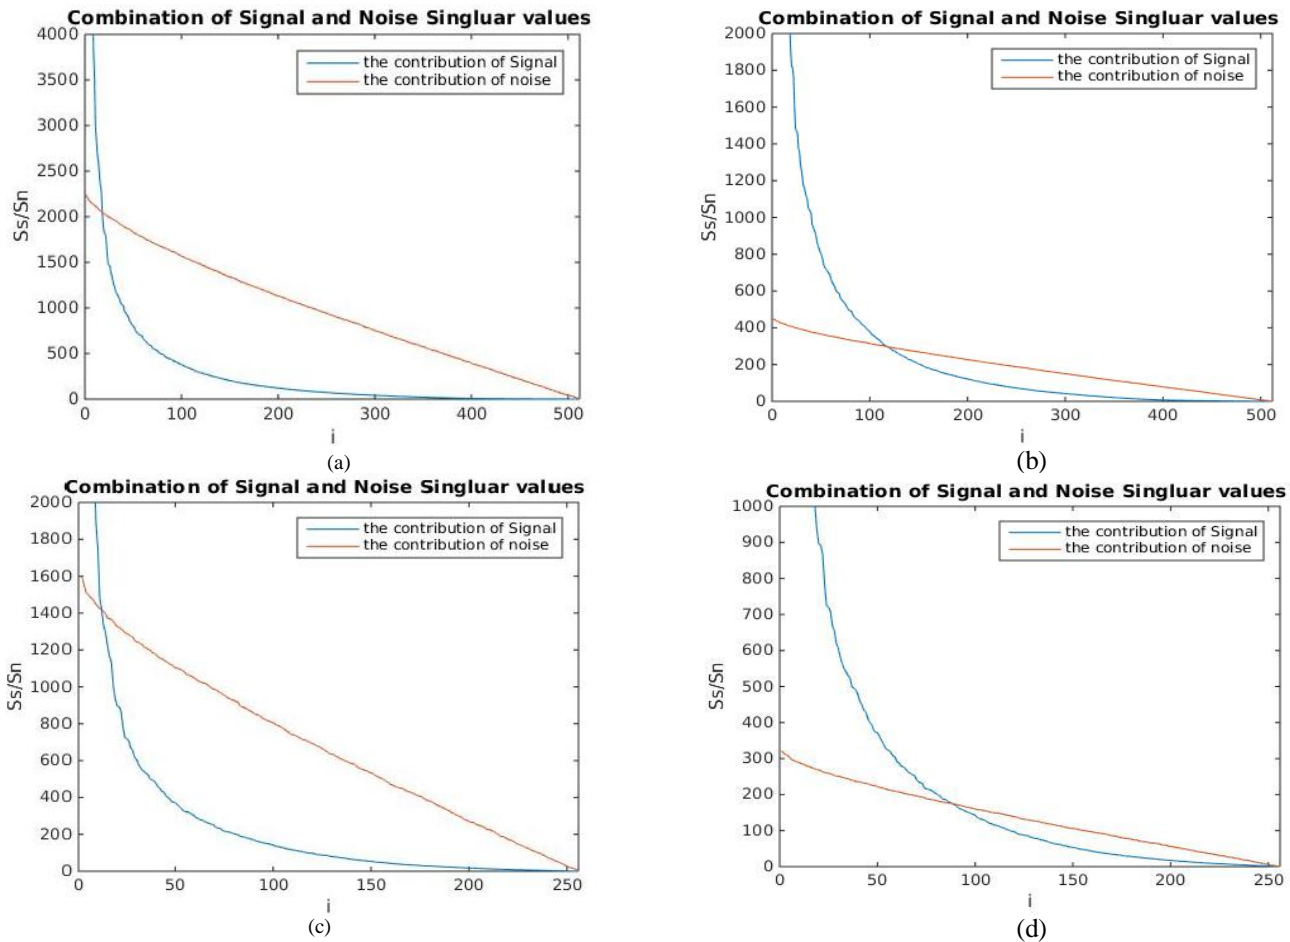 Combination of Signal and Noise Singluar values
4000
3500
3000
2500
2000
1500
1000
500
0
Ss/Sn
the contribution of Signal
the contribution of noise
0 100 200 300 400 500
i
(a)
Combination of Signal and Noise Singluar values
2000
1800
1600
1400
1200
1000
800
600
400
200
0
Ss/Sn
the contribution of Signal
the contribution of noise
0 100 200 300 400 500
i
(b)
Combination of Signal and Noise Singluar values
2000
1800
1600
1400
1200
1000
800
600
400
200
0
Ss/Sn
the contribution of Signal
the contribution of noise
0 50 100 150 200 250
i
(c)
Combination of Signal and Noise Singluar values
1000
900
800
700
600
500
400
300
200
100
0
Ss/Sn
the contribution of Signal
the contribution of noise
0 50 100 150 200 250
i
(d)